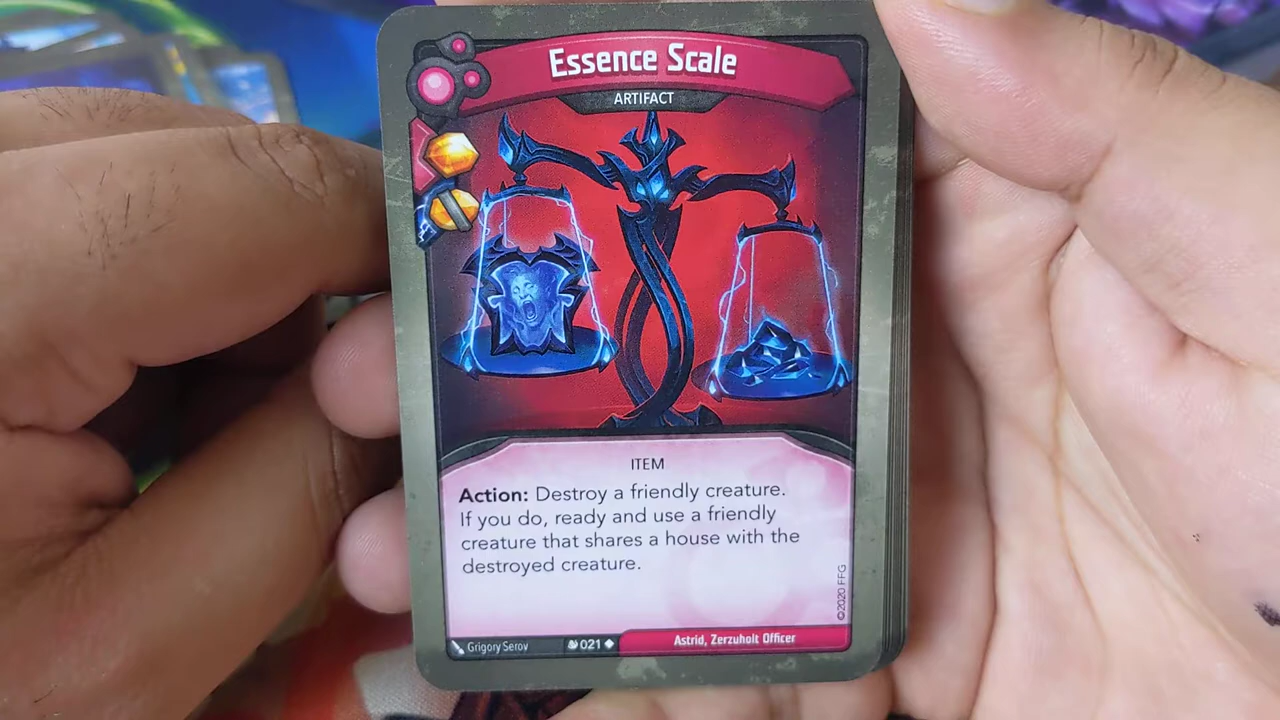 Essence Scale
ARTIFACT
ITEM
Action: Destroy a friendly creature.
If you do, ready and use a friendly
creature that shares a house with the
destroyed creature.
©2020 FFG
Grigory Serov
021
Astrid, Zerzuholt Officer